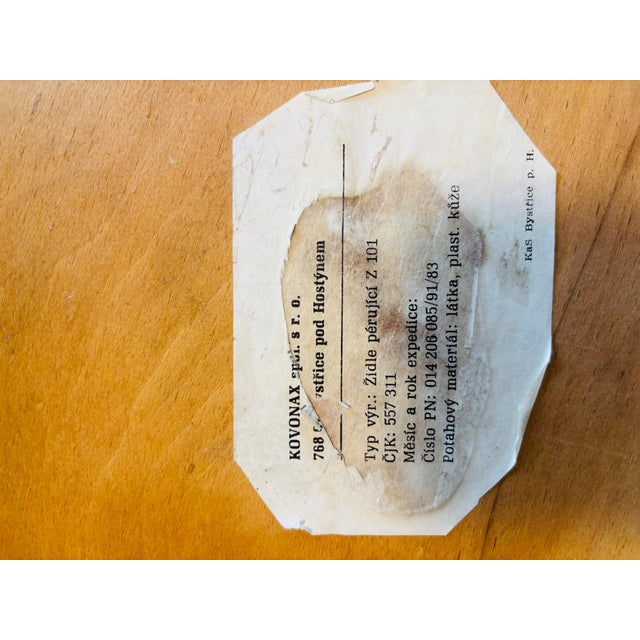 KOVONAX spol. s r. o.
768 Bystřice pod Hostýnem
Typ výr.: Židle pérující Z 101
ČJK: 557 311
Měsíc a rok expedice:
Číslo PN: 014 206 085/91/83
Potahový materiál: látka, plast. kůže
KaS Bystřice p. H.